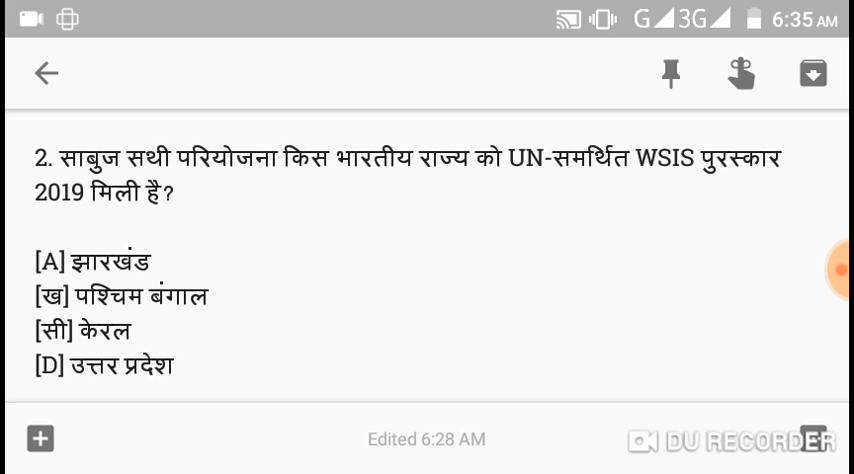 G 3G 6:35 AM
2. साबुज सथी परियोजना किस भारतीय राज्य को UN-समर्थित WSIS पुरस्कार
2019 मिली है?
[A] झारखंड
[ख] पश्चिम बंगाल
[सी] केरल
[D] उत्तर प्रदेश
Edited 6:28 AM
DU RECORDER